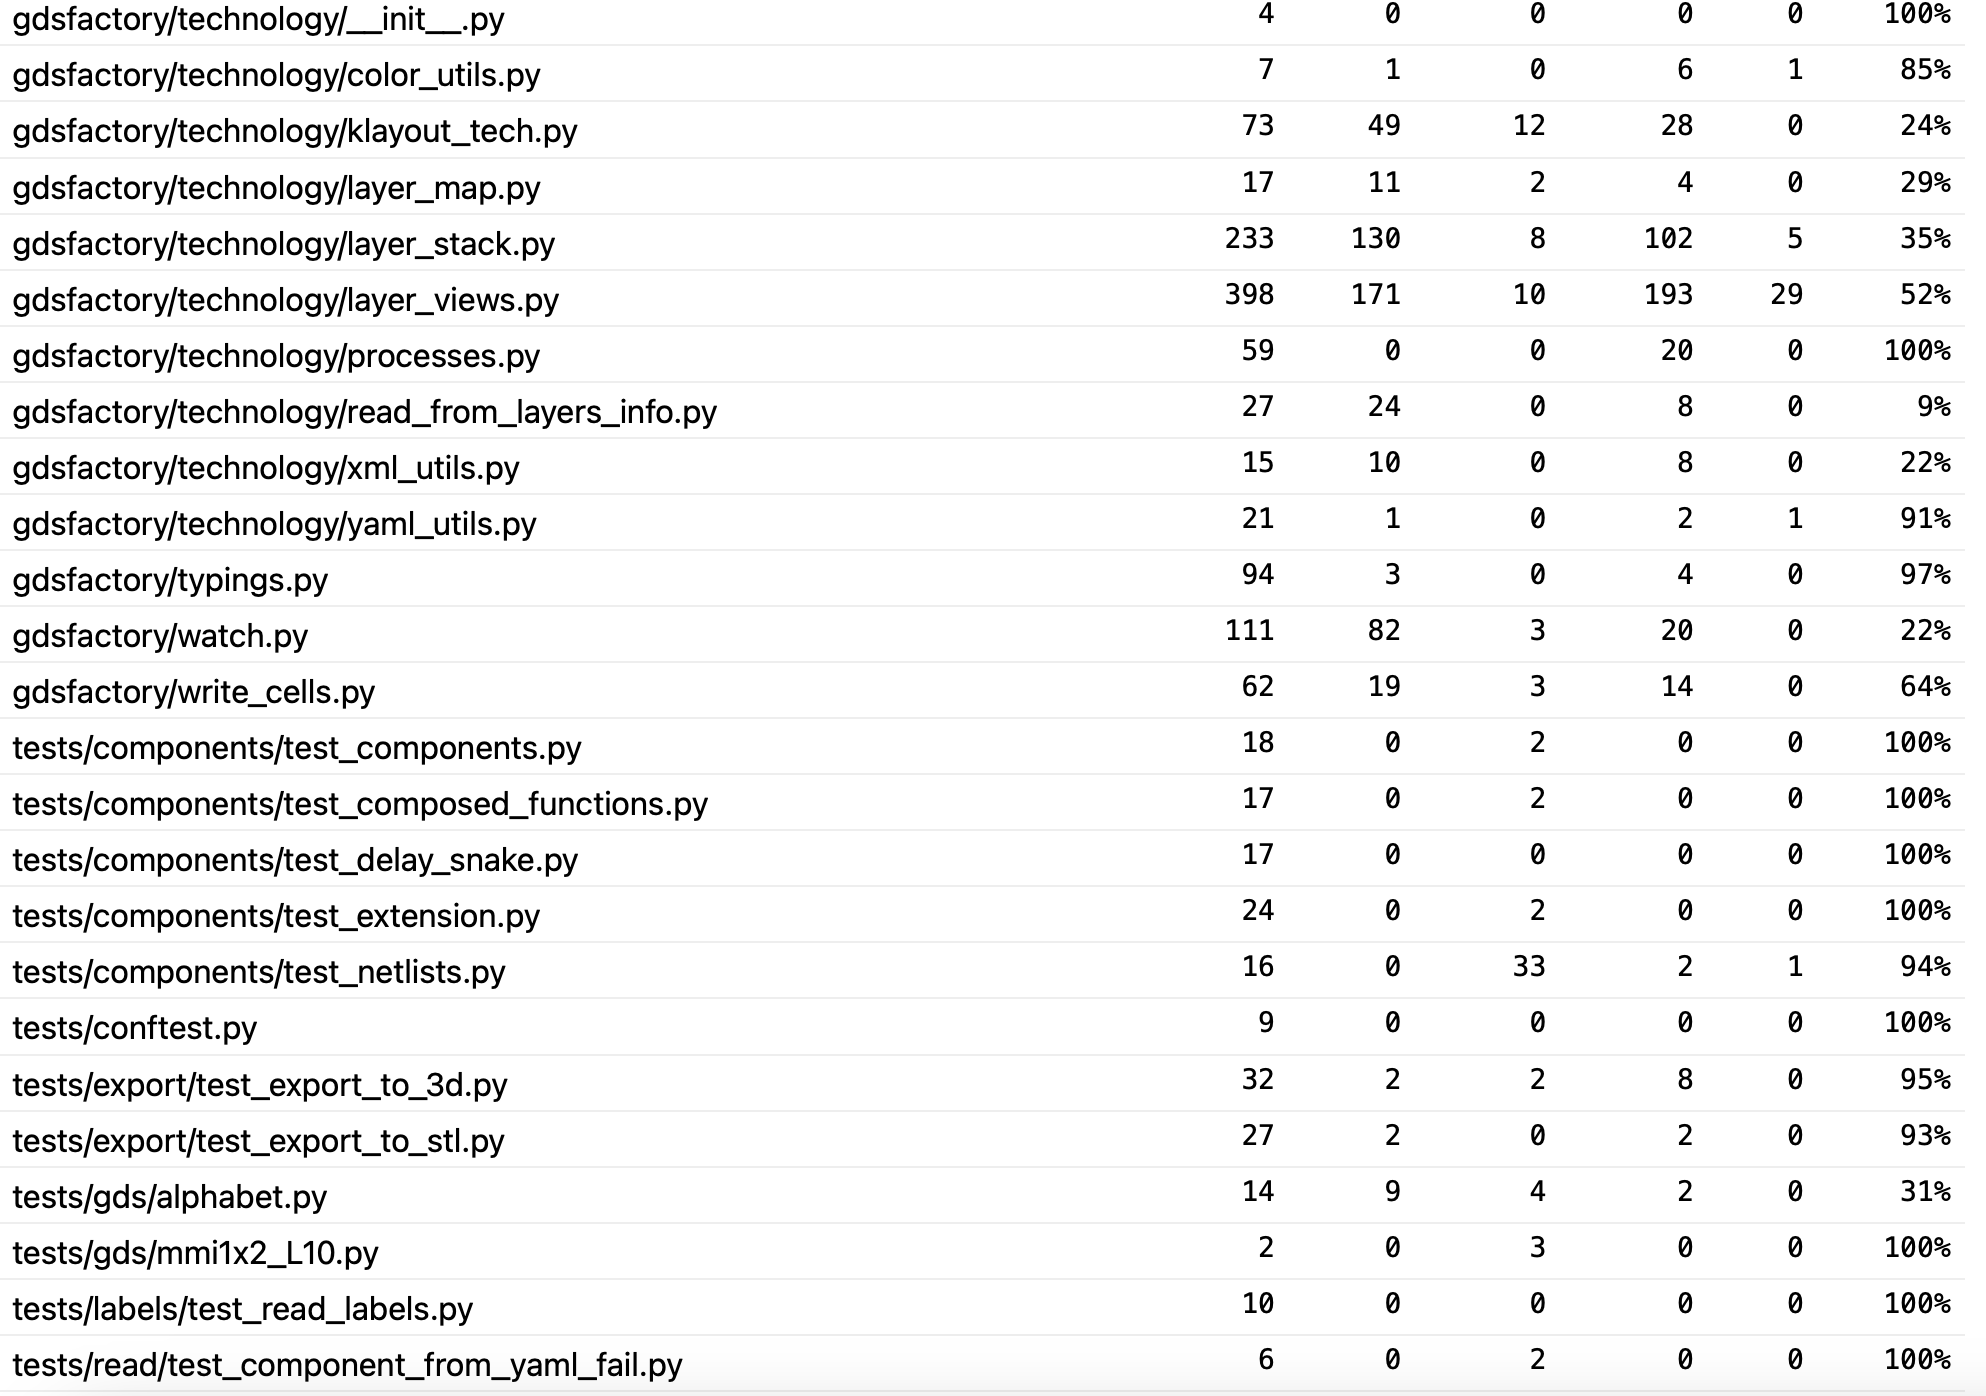 gdsfactory/technology/__init__.py 4 0 0 0 0 100%
gdsfactory/technology/color_utils.py 7 1 0 6 1 85%
gdsfactory/technology/klayout_tech.py 73 49 12 28 0 24%
gdsfactory/technology/layer_map.py 17 11 2 4 0 29%
gdsfactory/technology/layer_stack.py 233 130 8 102 5 35%
gdsfactory/technology/layer_views.py 398 171 10 193 29 52%
gdsfactory/technology/processes.py 59 0 0 20 0 100%
gdsfactory/technology/read_from_layers_info.py 27 24 0 8 0 9%
gdsfactory/technology/xml_utils.py 15 10 0 8 0 22%
gdsfactory/technology/yaml_utils.py 21 1 0 2 1 91%
gdsfactory/typings.py 94 3 0 4 0 97%
gdsfactory/watch.py 111 82 3 20 0 22%
gdsfactory/write_cells.py 62 19 3 14 0 64%
tests/components/test_components.py 18 0 2 0 0 100%
tests/components/test_composed_functions.py 17 0 2 0 0 100%
tests/components/test_delay_snake.py 17 0 0 0 0 100%
tests/components/test_extension.py 24 0 2 0 0 100%
tests/components/test_netlists.py 16 0 33 2 1 94%
tests/conftest.py 9 0 0 0 0 100%
tests/export/test_export_to_3d.py 32 2 2 8 0 95%
tests/export/test_export_to_stl.py 27 2 0 2 0 93%
tests/gds/alphabet.py 14 9 4 2 0 31%
tests/gds/mmi1x2_L10.py 2 0 3 0 0 100%
tests/labels/test_read_labels.py 10 0 0 0 0 100%
tests/read/test_component_from_yaml_fail.py 6 0 2 0 0 100%